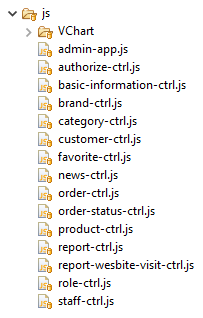 js
VChart
admin-app.js
authorize-ctrl.js
basic-information-ctrl.js
brand-ctrl.js
category-ctrl.js
customer-ctrl.js
favorite-ctrl.js
news-ctrl.js
order-ctrl.js
order-status-ctrl.js
product-ctrl.js
report-ctrl.js
report-wesbite-visit-ctrl.js
role-ctrl.js
staff-ctrl.js